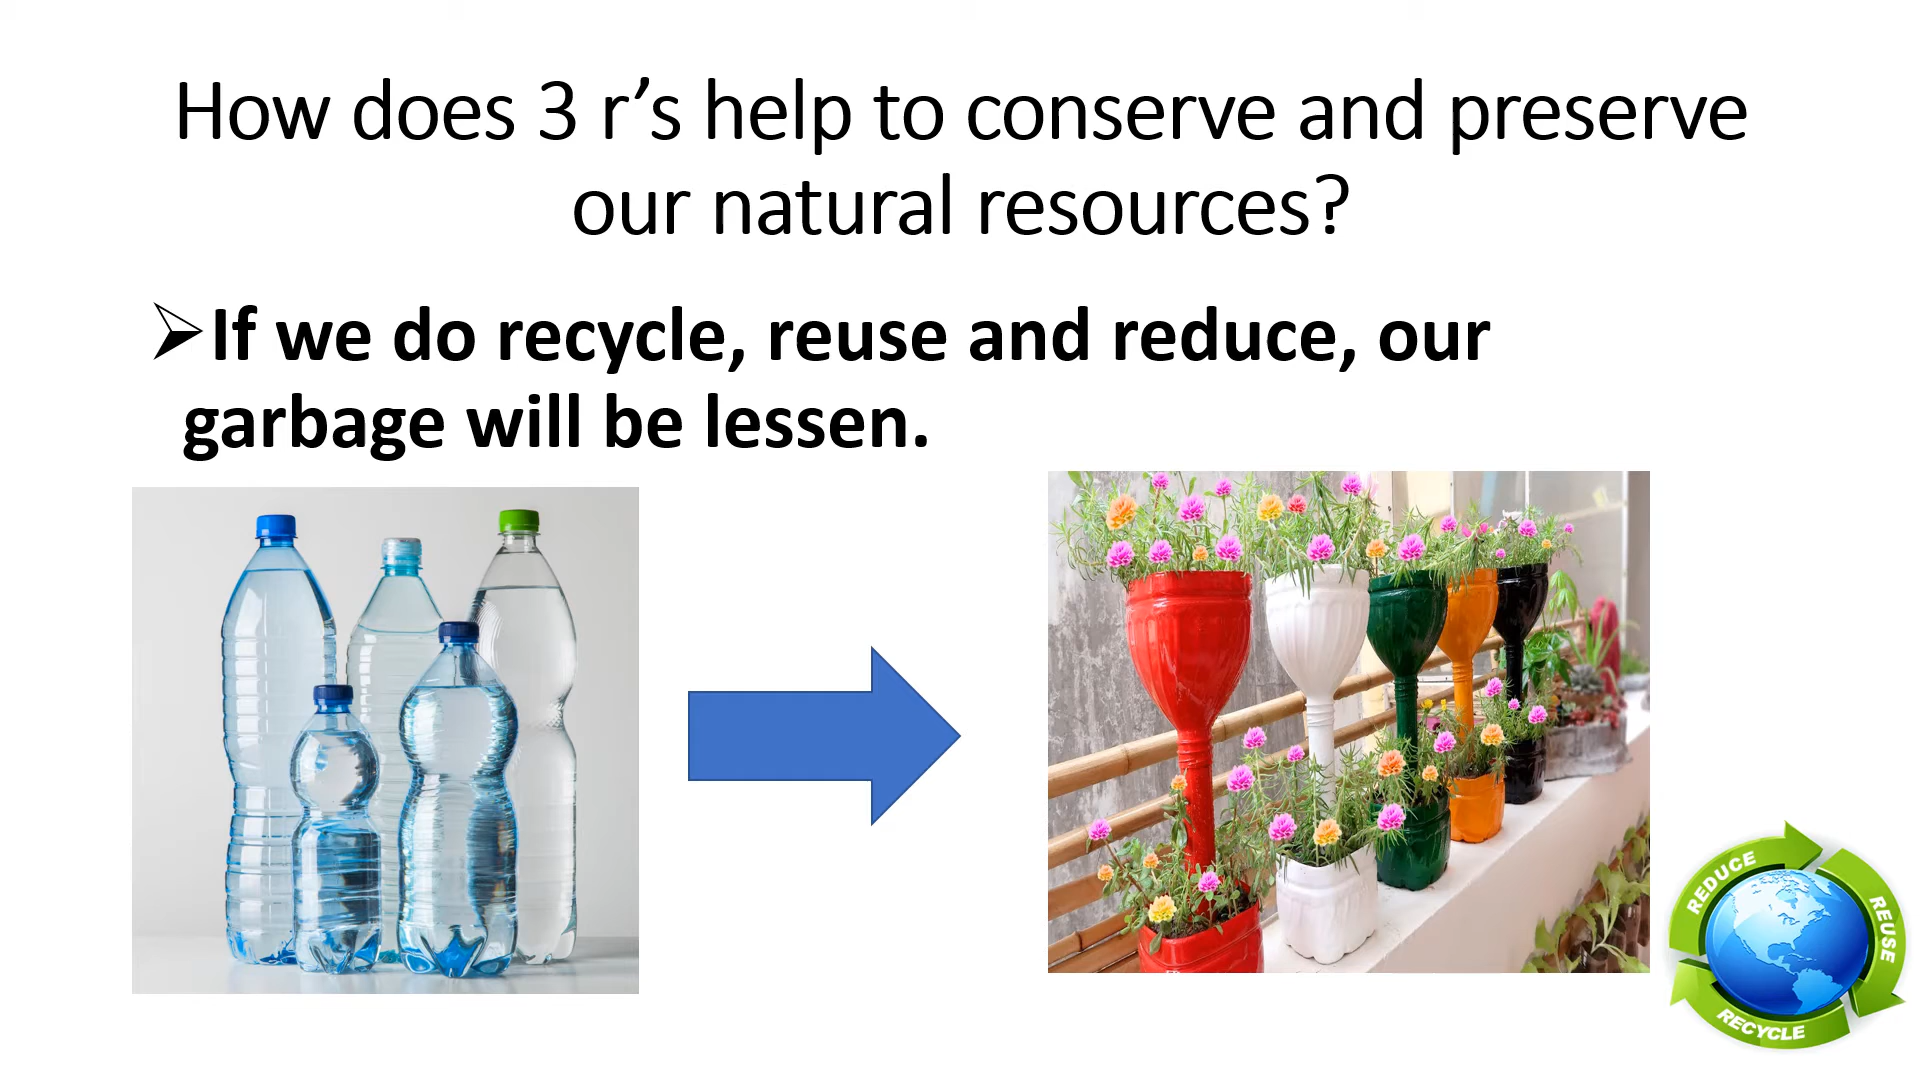 How does 3 r’s help to conserve and preserve
our natural resources?
➢If we do recycle, reuse and reduce, our
garbage will be lessen.
REDUCE
REUSE
RECYCLE